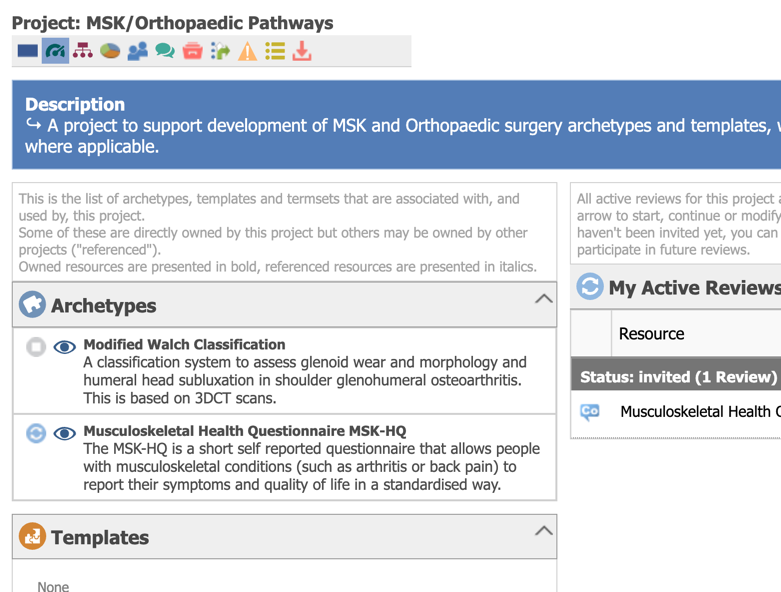 Project: MSK/Orthopaedic Pathways
Description
↪ A project to support development of MSK and Orthopaedic surgery archetypes and templates,
where applicable.
This is the list of archetypes, templates and termsets that are associated with, and
used by, this project.
Some of these are directly owned by this project but others may be owned by other
projects ("referenced").
Owned resources are presented in bold, referenced resources are presented in italics.
Archetypes
Modified Walch Classification
A classification system to assess glenoid wear and morphology and
humeral head subluxation in shoulder glenohumeral osteoarthritis.
This is based on 3DCT scans.
Musculoskeletal Health Questionnaire MSK-HQ
The MSK-HQ is a short self reported questionnaire that allows people
with musculoskeletal conditions (such as arthritis or back pain) to
report their symptoms and quality of life in a standardised way.
Templates
None
All active reviews for this project
arrow to start, continue or modify
haven't been invited yet, you can
participate in future reviews.
My Active Reviews
Resource
Status: invited (1 Review)
Go
Musculoskeletal Health